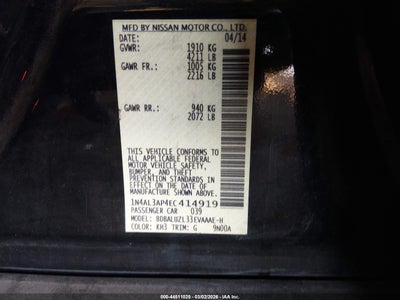 MFD BY NISSAN MOTOR CO., LTD.
DATE: 04/14
GVWR: 1910 KG
4211 LB
GAWR FR.: 1005 KG
2216 LB
GAWR RR.: 940 KG
2072 LB
THIS VEHICLE CONFORMS TO
ALL APPLICABLE FEDERAL
MOTOR VEHICLE SAFETY,
BUMPER, AND THEFT
PREVENTION STANDARDS
IN EFFECT ON THE DATE OF
MANUFACTURE SHOWN ABOVE.
1N4AL3AP4EC414919
PASSENGER CAR 039
MODEL: BDBALUZL33EVAAAE-H
COLOR: KH3 TRIM: G 9N00A
000-44511025 - 03/02/2026 - IAA Inc.